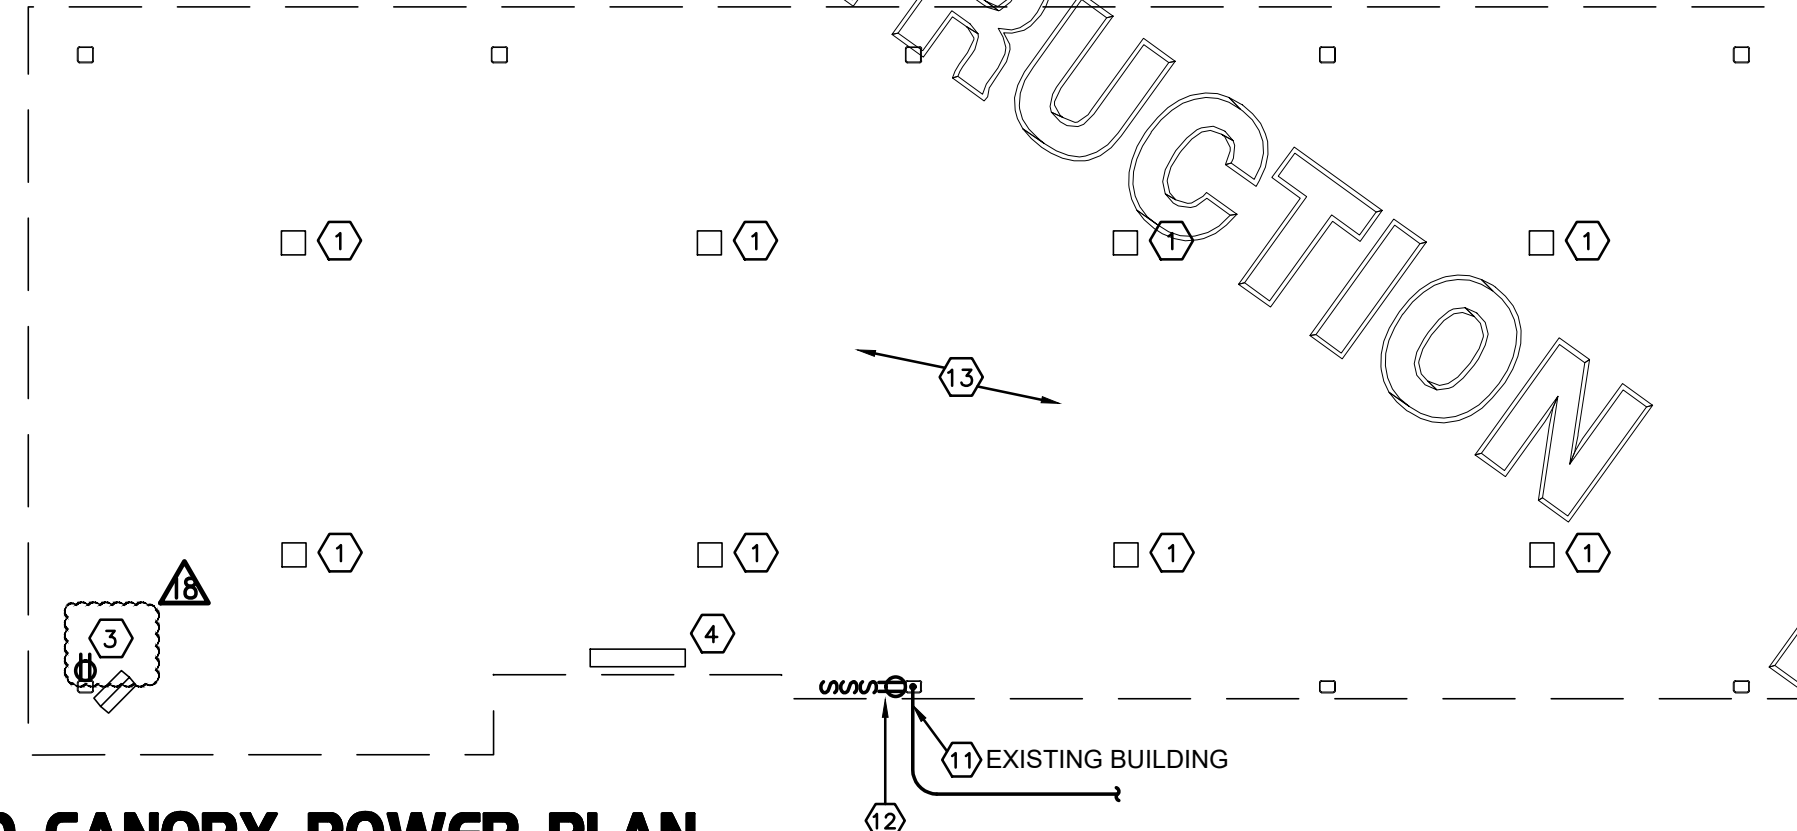 RUCTION
1 1 1 1
13
1 1 1 1
18
3
4
11 EXISTING BUILDING
12
CANOPY POWER PLAN